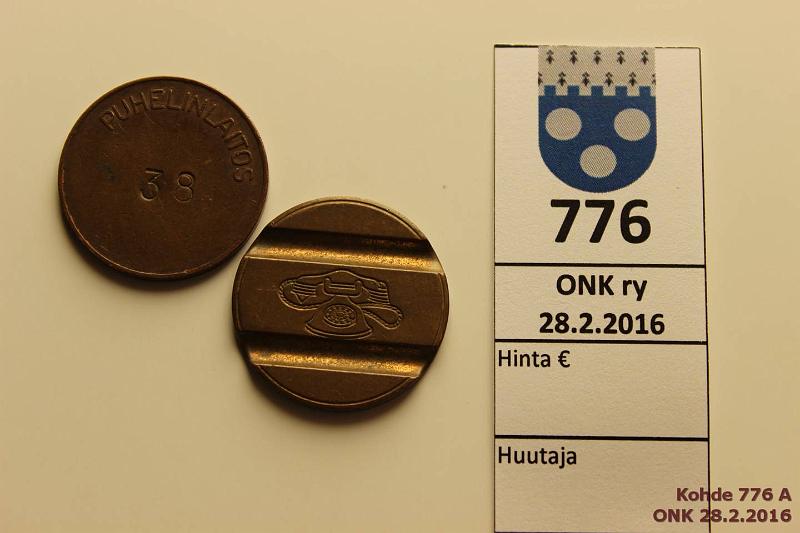 PUHELINLAITOS
38
776
ONK ry
28.2.2016
Hinta €
Huutaja
Kohde 776 A
ONK 28.2.2016